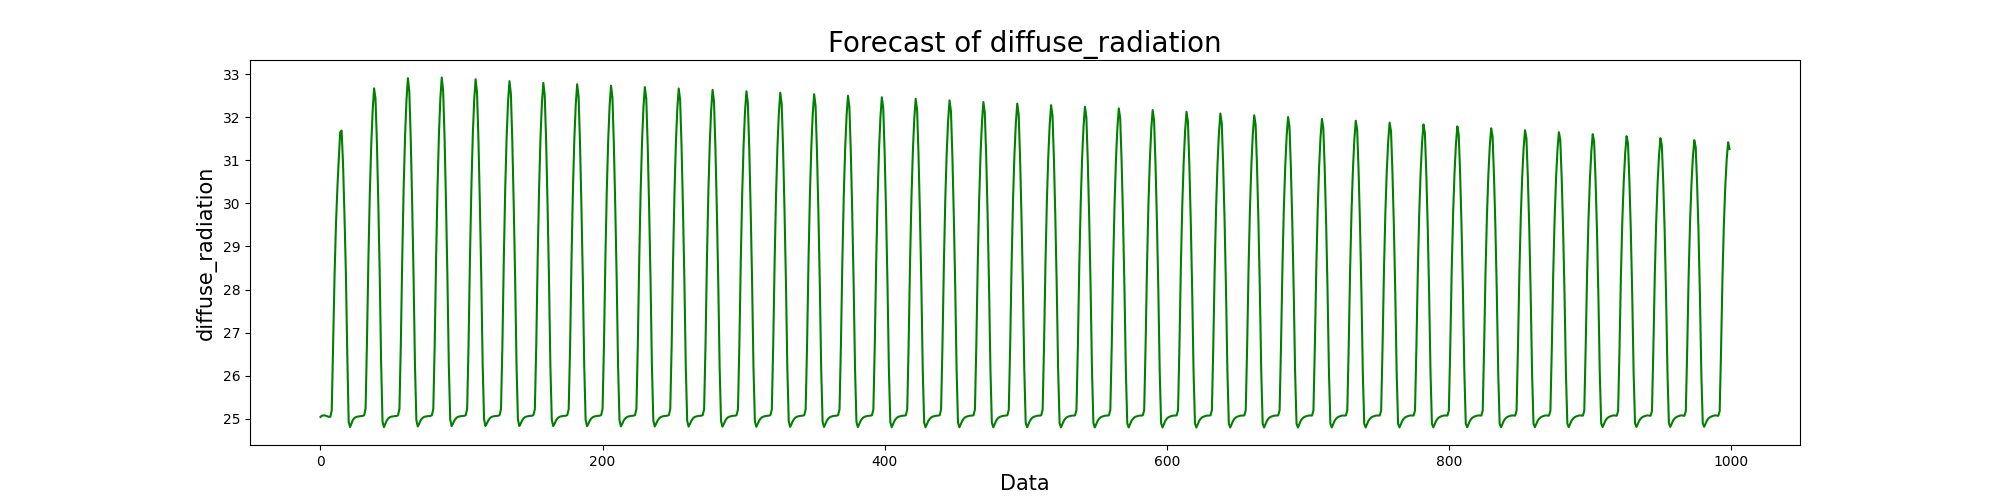 Forecast of diffuse_radiation
diffuse_radiation
33
32
31
30
29
28
27
26
25
0 200 400 600 800 1000
Data